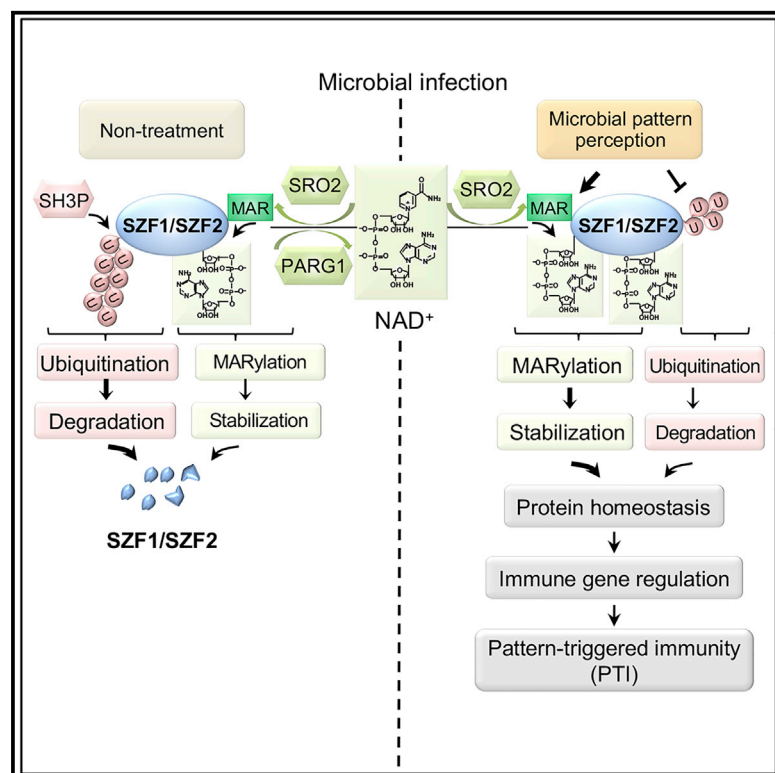 Microbial infection
Non-treatment
SH3P
SZF1/SZF2
MAR
SRO2
PARG1
NAD+
SRO2
Microbial pattern
perception
MAR
SZF1/SZF2
U
U
U
U
U
U
U
U
U
U
U
U
U
Ubiquitination
MARylation
Degradation
Stabilization
SZF1/SZF2
MARylation
Ubiquitination
Stabilization
Degradation
Protein homeostasis
Immune gene regulation
Pattern-triggered immunity
(PTI)